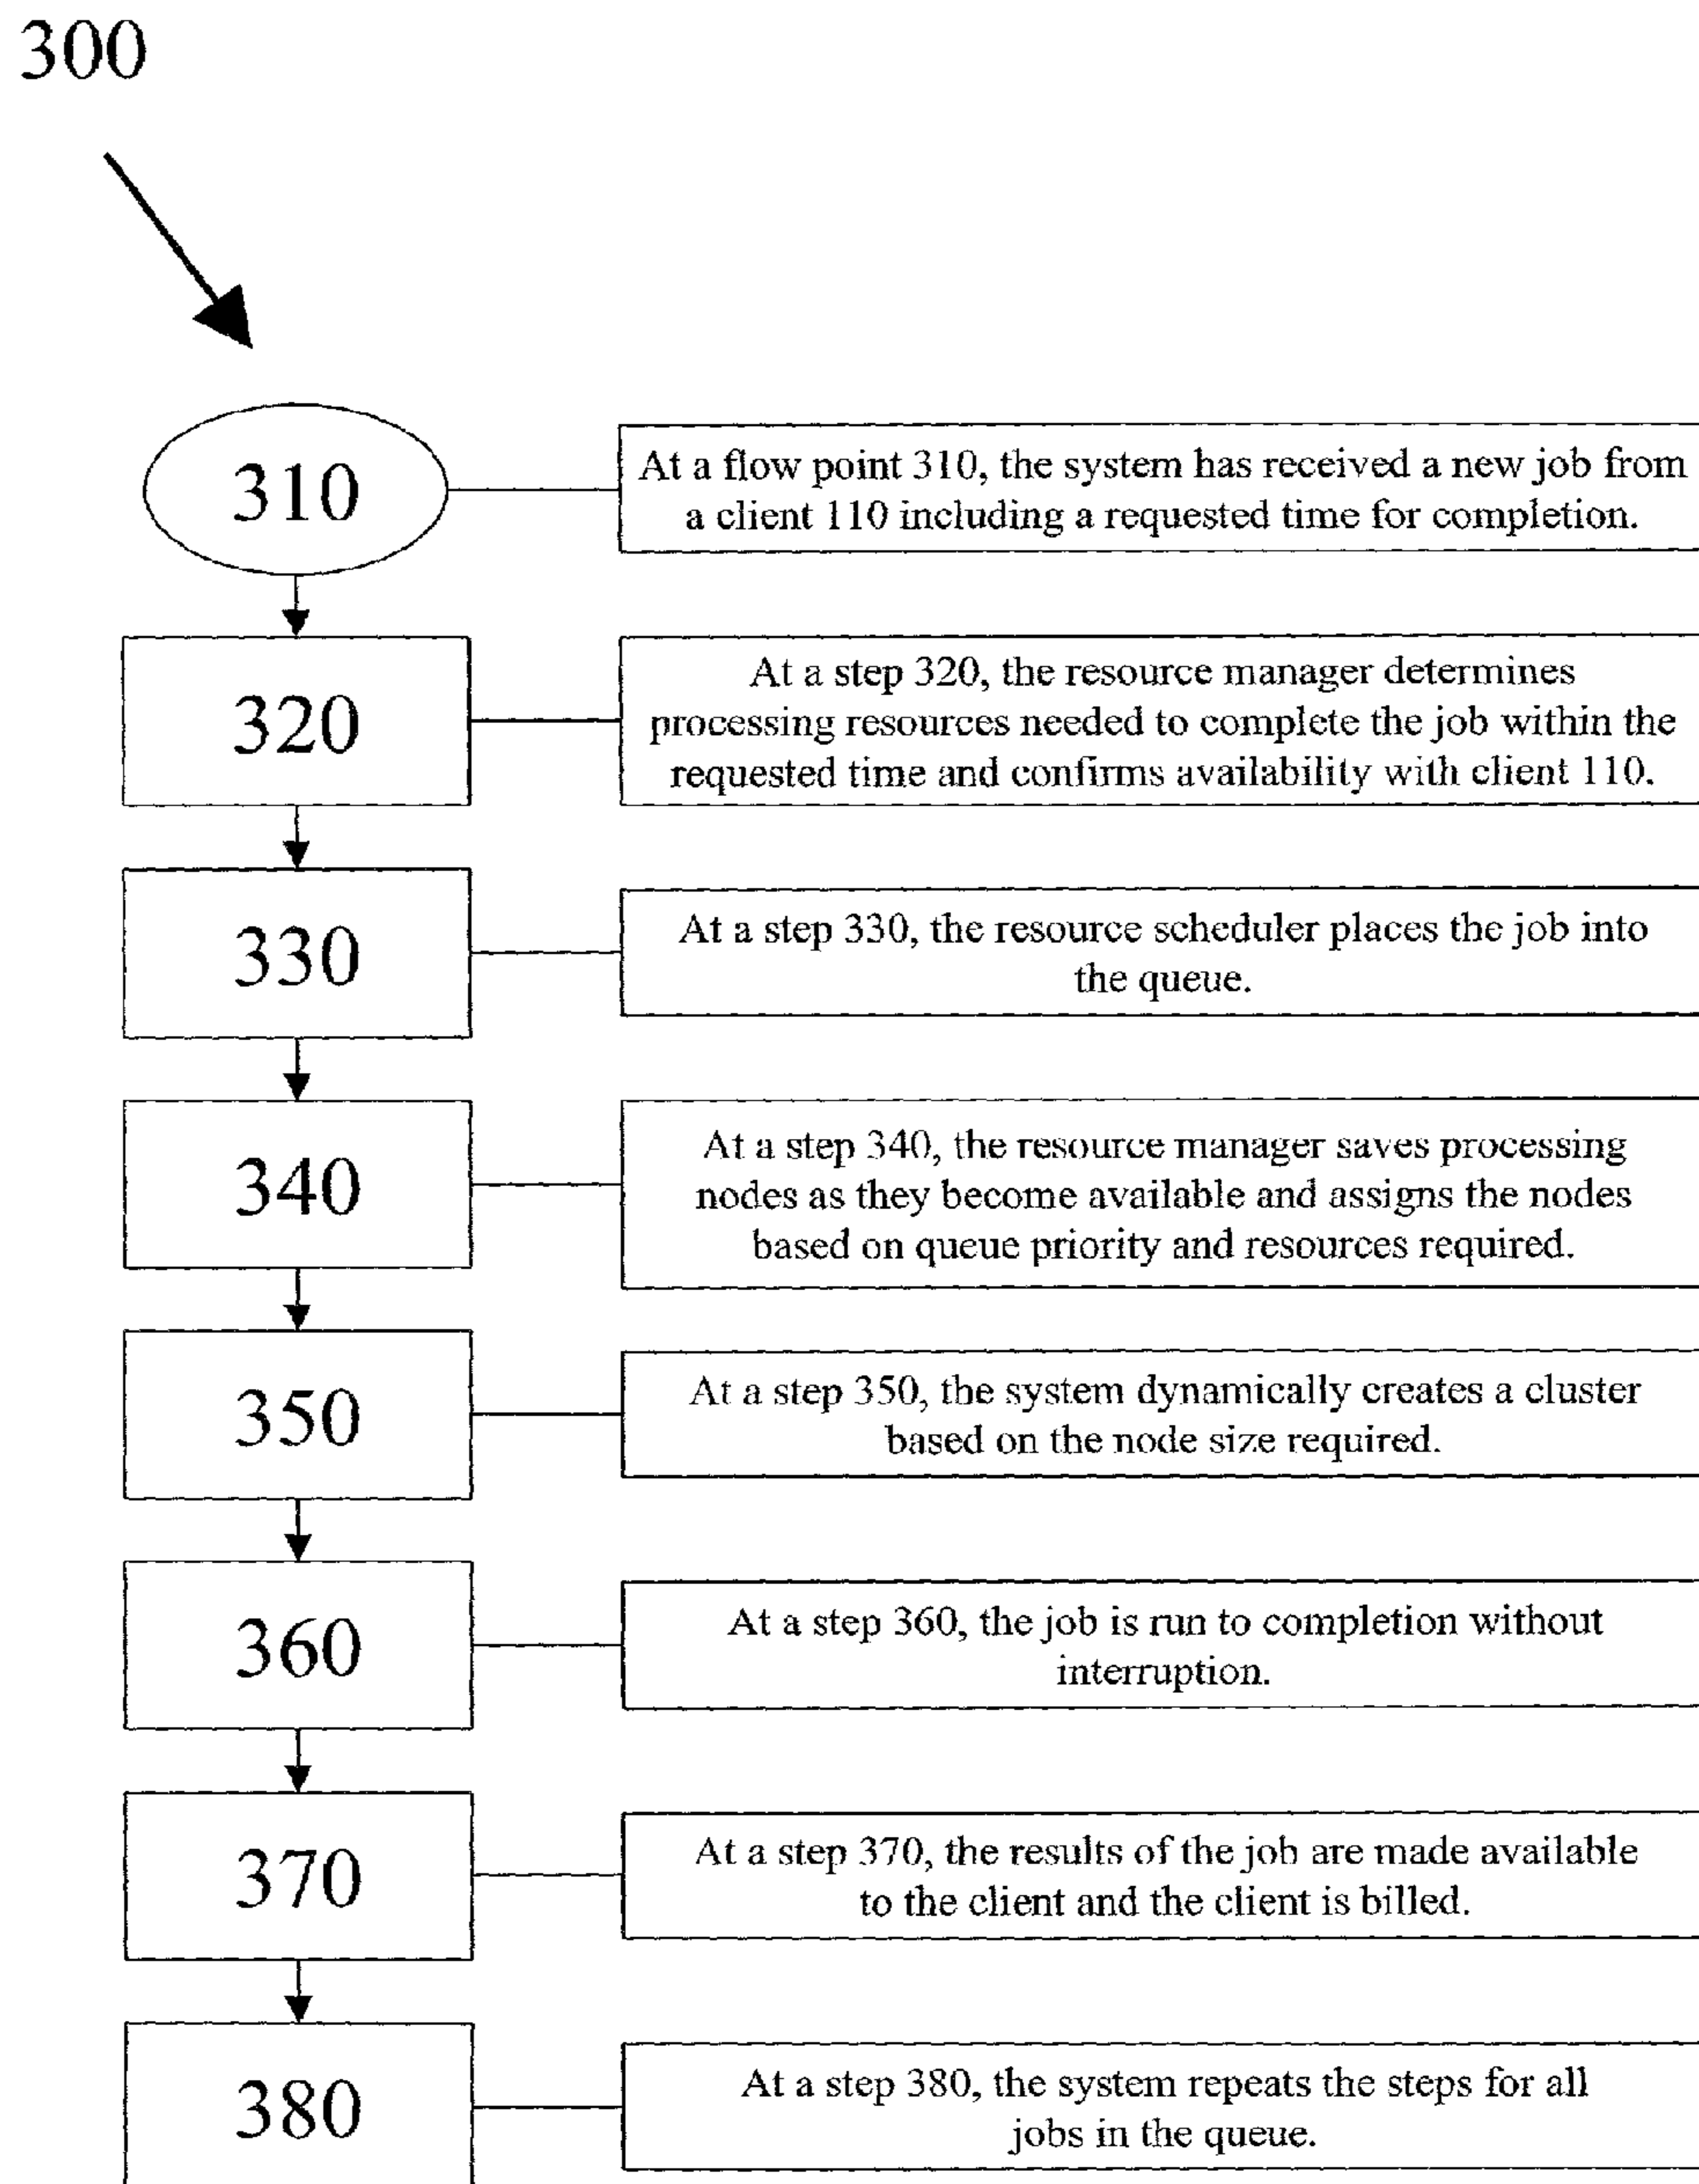 300
310
At a flow point 310, the system has received a new job from
a client 110 including a requested time for completion.
320
At a step 320, the resource manager determines
processing resources needed to complete the job within the
requested time and confirms availability with client 110.
330
At a step 330, the resource scheduler places the job into
the queue.
340
At a step 340, the resource manager saves processing
nodes as they become available and assigns the nodes
based on queue priority and resources required.
350
At a step 350, the system dynamically creates a cluster
based on the node size required.
360
At a step 360, the job is run to completion without
interruption.
370
At a step 370, the results of the job are made available
to the client and the client is billed.
380
At a step 380, the system repeats the steps for all
jobs in the queue.